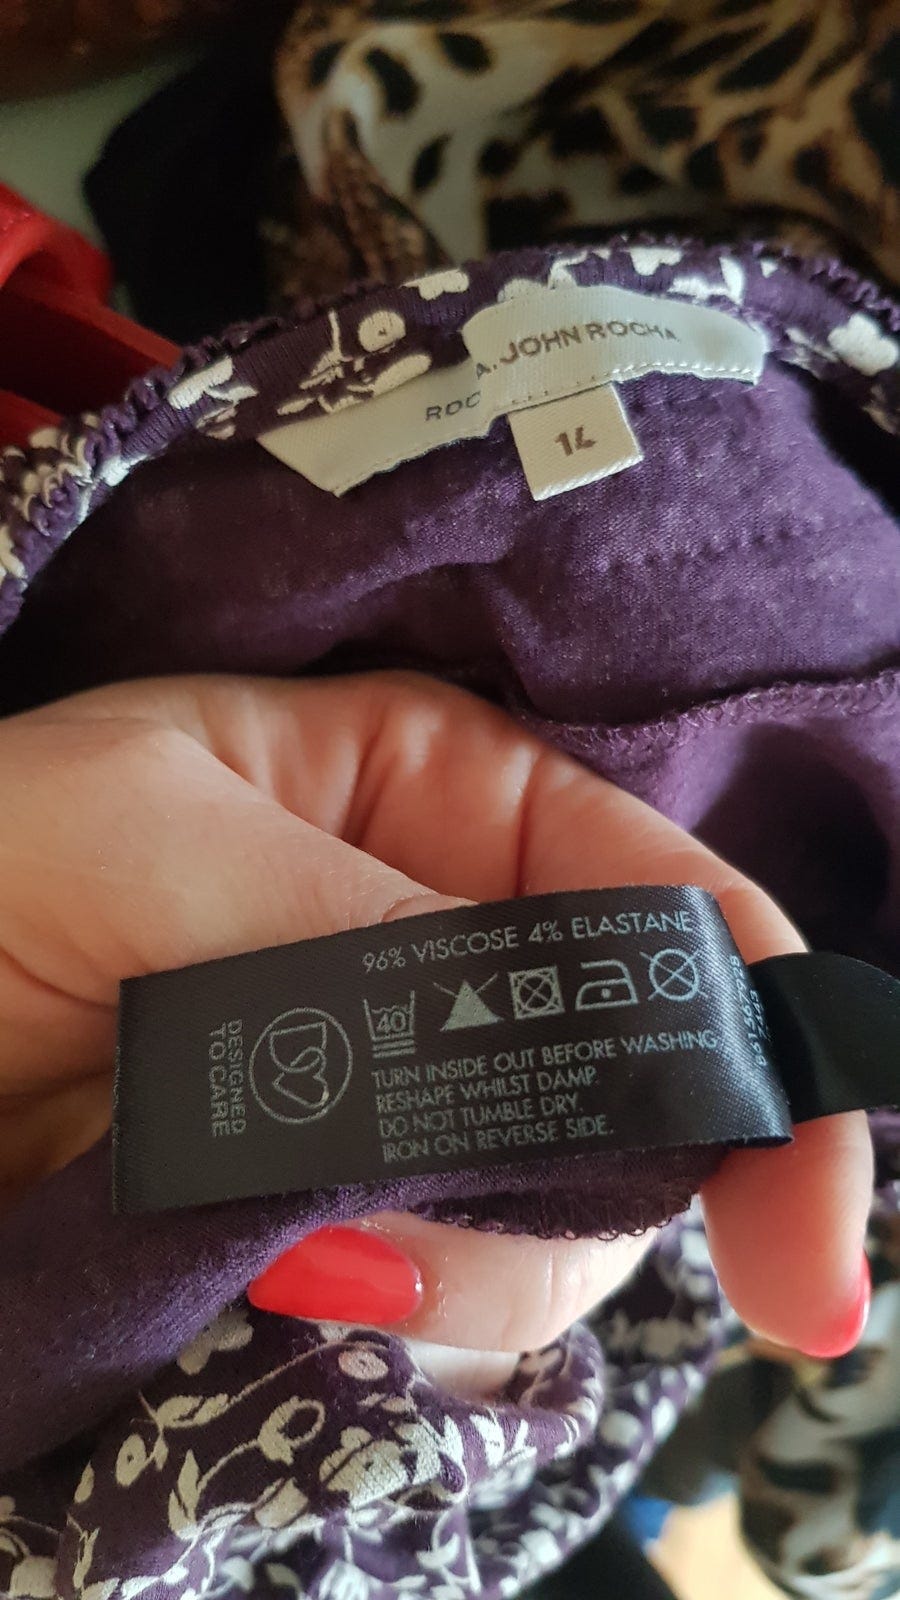 A. JOHN ROCHA
ROC
14
96% VISCOSE 4% ELASTANE
40
TURN INSIDE OUT BEFORE WASHING
RESHAPE WHILST DAMP.
DO NOT TUMBLE DRY.
IRON ON REVERSE SIDE.
DESIGNED
TO CARE